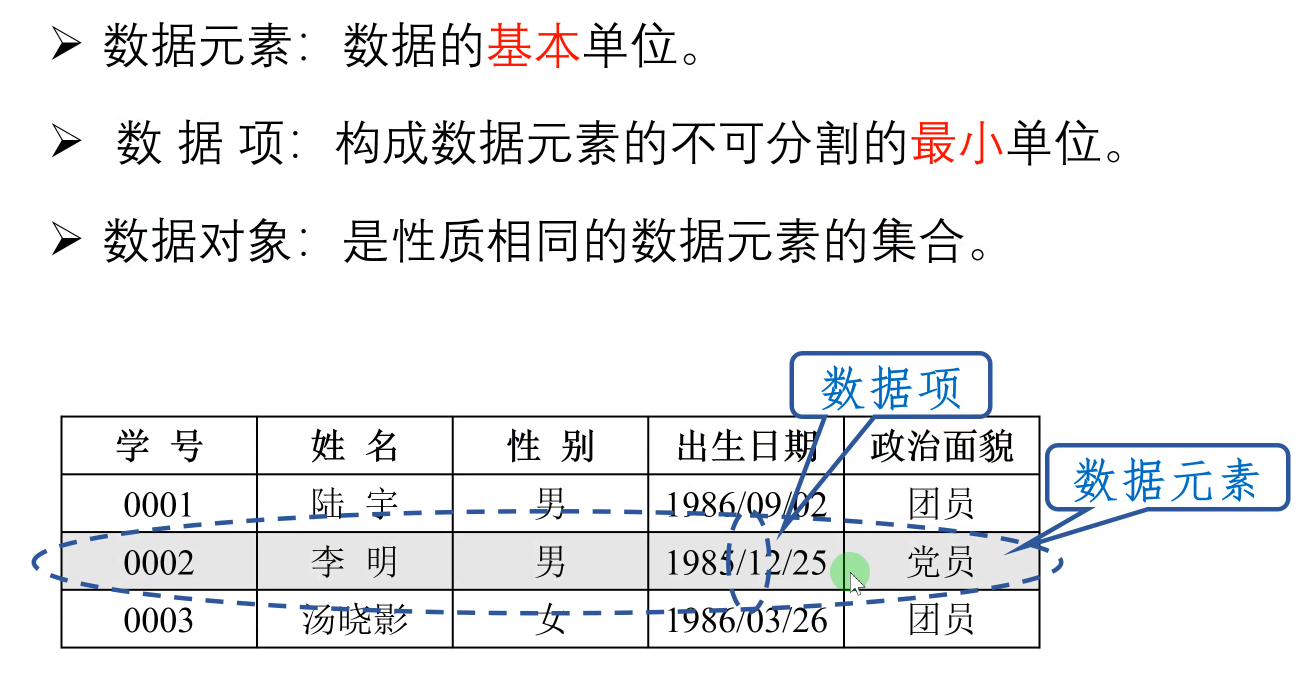 数据元素：数据的基本单位。
数 据 项：构成数据元素的不可分割的最小单位。
数据对象：是性质相同的数据元素的集合。
数据项
学 号 姓 名 性 别 出生日期 政治面貌
数据元素
0001 陆 宇 男 1986/09/02 团员
0002 李 明 男 1985/12/25 党员
0003 汤晓影 女 1986/03/26 团员